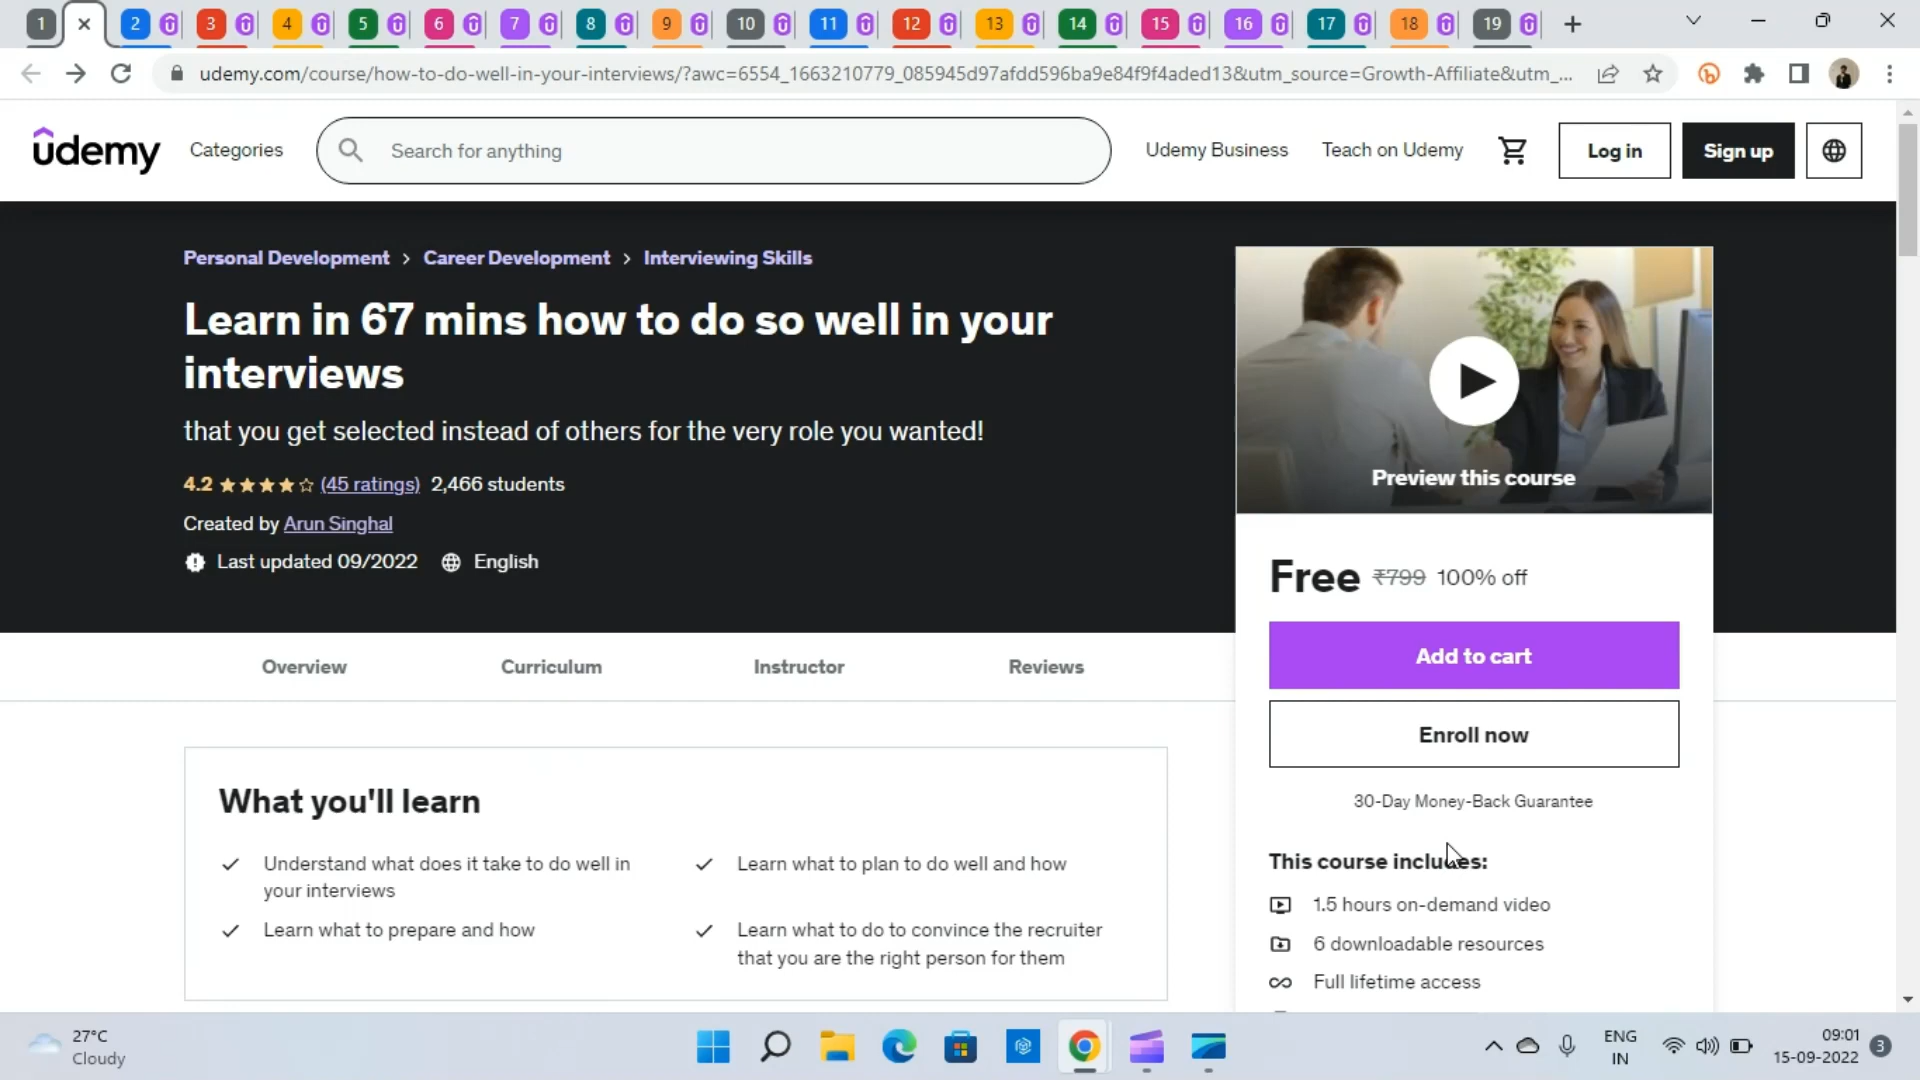 1 2 3 4 5 6 7 8 9 10 11 12 13 14 15 16 17 18 19
udemy.com/course/how-to-do-well-in-your-interviews/?awc=6554_1663210779_085945d97afdd596ba9e84f9f4aded13&utm_source=Growth-Affiliate&utm_...
udemy Categories Search for anything Udemy Business Teach on Udemy Log in Sign up
Personal Development > Career Development > Interviewing Skills
Learn in 67 mins how to do so well in your
interviews
that you get selected instead of others for the very role you wanted!
4.2 (45 ratings) 2,466 students
Created by Arun Singhal
Last updated 09/2022 English
Preview this course
Free ₹799 100% off
Add to cart
Enroll now
30-Day Money-Back Guarantee
This course includes:
1.5 hours on-demand video
6 downloadable resources
Full lifetime access
Overview Curriculum Instructor Reviews
What you'll learn
Understand what does it take to do well in
your interviews
Learn what to plan to do well and how
Learn what to prepare and how
Learn what to do to convince the recruiter
that you are the right person for them
27°C
Cloudy
ENG
IN
09:01
15-09-2022
3